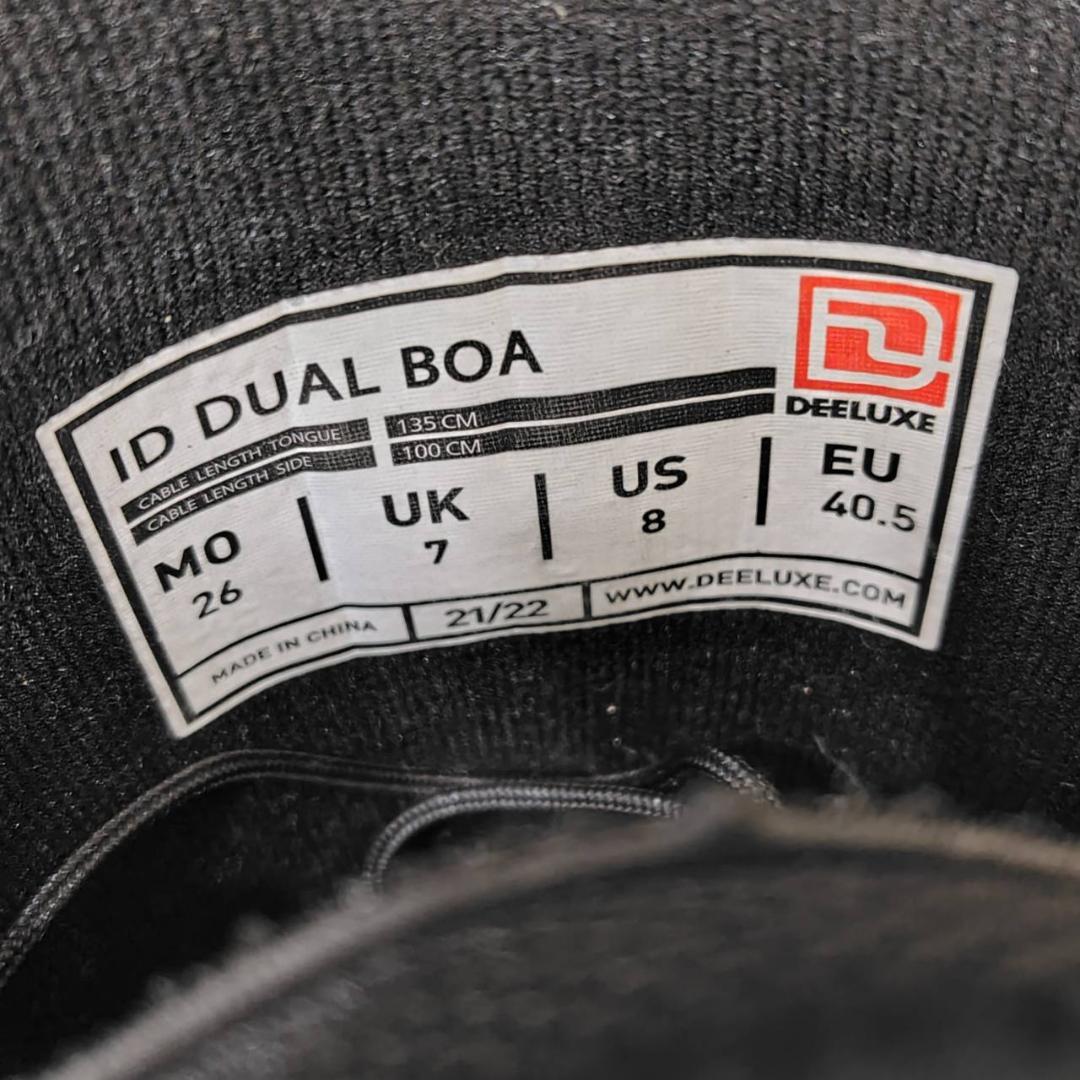 ID DUAL BOA
DEELUXE
CABLE LENGTH TONGUE 135 CM
CABLE LENGTH SIDE 100 CM
MO | UK | US | EU
26 7 8 40.5
MADE IN CHINA 21/22 WWW.DEELUXE.COM